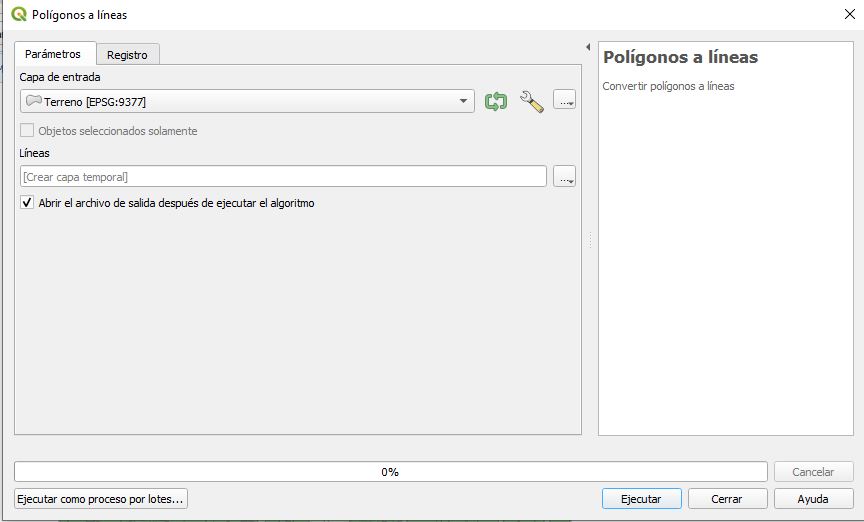 Polígonos a líneas
Parámetros
Registro
Capa de entrada
Terreno [EPSG:9377]
...
Objetos seleccionados solamente
Líneas
[Crear capa temporal]
...
Abrir el archivo de salida después de ejecutar el algoritmo
Polígonos a líneas
Convertir polígonos a líneas
0%
Cancelar
Ejecutar como proceso por lotes...
Ejecutar
Cerrar
Ayuda